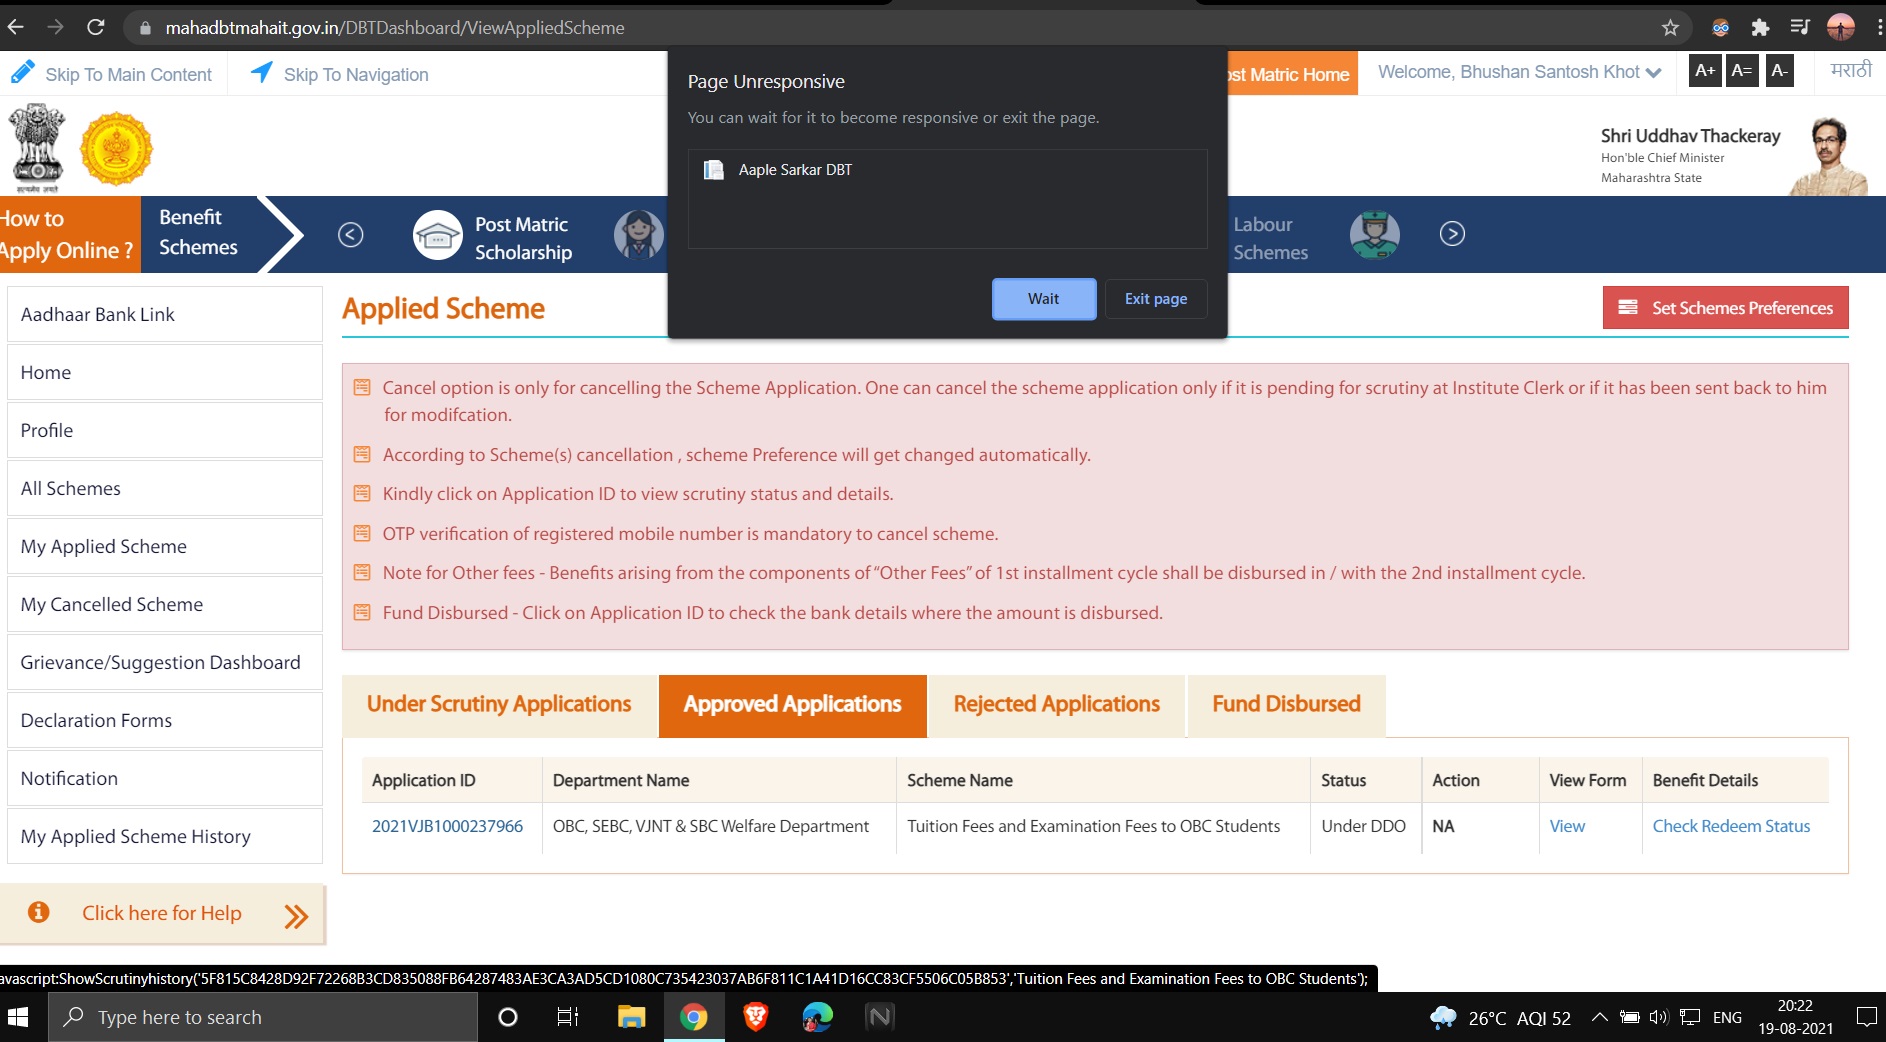 mahadbtmahait.gov.in/DBTDashboard/ViewAppliedScheme
Skip To Main Content
Skip To Navigation
ost Matric Home
Welcome, Bhushan Santosh Khot
A+ A= A-
मराठी
Page Unresponsive
You can wait for it to become responsive or exit the page.
Aaple Sarkar DBT
Wait
Exit page
सत्यमेव जयते
Shri Uddhav Thackeray
Hon'ble Chief Minister
Maharashtra State
How to
Apply Online ?
Benefit
Schemes
Post Matric
Scholarship
Labour
Schemes
Aadhaar Bank Link
Home
Profile
All Schemes
My Applied Scheme
My Cancelled Scheme
Grievance/Suggestion Dashboard
Declaration Forms
Notification
My Applied Scheme History
Click here for Help
Applied Scheme
Set Schemes Preferences
Cancel option is only for cancelling the Scheme Application. One can cancel the scheme application only if it is pending for scrutiny at Institute Clerk or if it has been sent back to him
for modifcation.
According to Scheme(s) cancellation , scheme Preference will get changed automatically.
Kindly click on Application ID to view scrutiny status and details.
OTP verification of registered mobile number is mandatory to cancel scheme.
Note for Other fees - Benefits arising from the components of “Other Fees” of 1st installment cycle shall be disbursed in / with the 2nd installment cycle.
Fund Disbursed - Click on Application ID to check the bank details where the amount is disbursed.
Under Scrutiny Applications
Approved Applications
Rejected Applications
Fund Disbursed
Application ID Department Name Scheme Name Status Action View Form Benefit Details
2021VJB1000237966 OBC, SEBC, VJNT & SBC Welfare Department Tuition Fees and Examination Fees to OBC Students Under DDO NA View Check Redeem Status
avascript:ShowScrutinyhistory('5F815C8428D92F72268B3CD835088FB64287483AE3CA3AD5CD1080C735423037AB6F811C1A41D16CC83CF5506C05B853','Tuition Fees and Examination Fees to OBC Students');
Type here to search
N
26°C AQI 52
ENG
20:22
19-08-2021